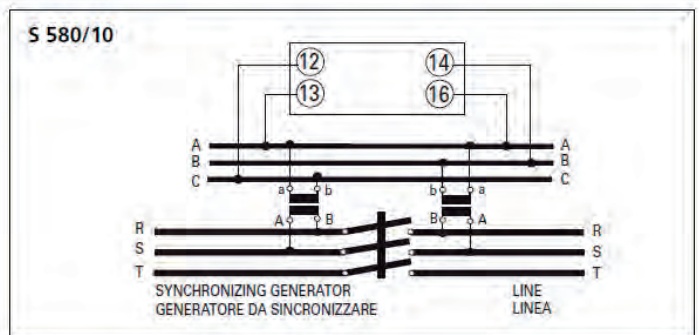 S 580/10
12 14
13 16
A A
B B
C C
a b b a
A B B A
R R
S S
T T
SYNCHRONIZING GENERATOR LINE
GENERATORE DA SINCRONIZZARE LINEA